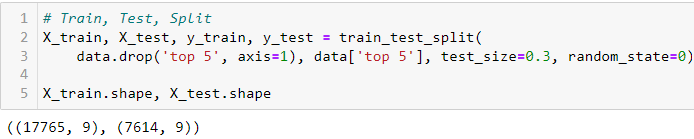 1 # Train, Test, Split
2 X_train, X_test, y_train, y_test = train_test_split(
3     data.drop('top 5', axis=1), data['top 5'], test_size=0.3, random_state=0)
4
5 X_train.shape, X_test.shape
((17765, 9), (7614, 9))